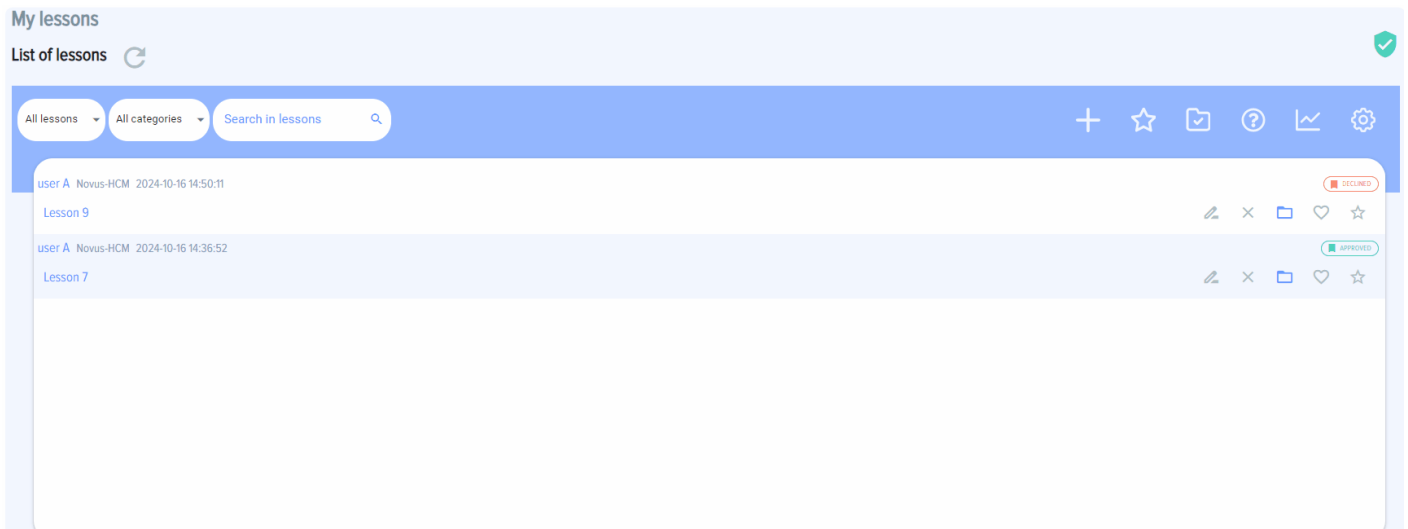 My lessons
List of lessons
All lessons All categories Search in lessons
user A Novus-HCM 2024-10-16 14:50:11 DECLINED
Lesson 9
user A Novus-HCM 2024-10-16 14:36:52 APPROVED
Lesson 7